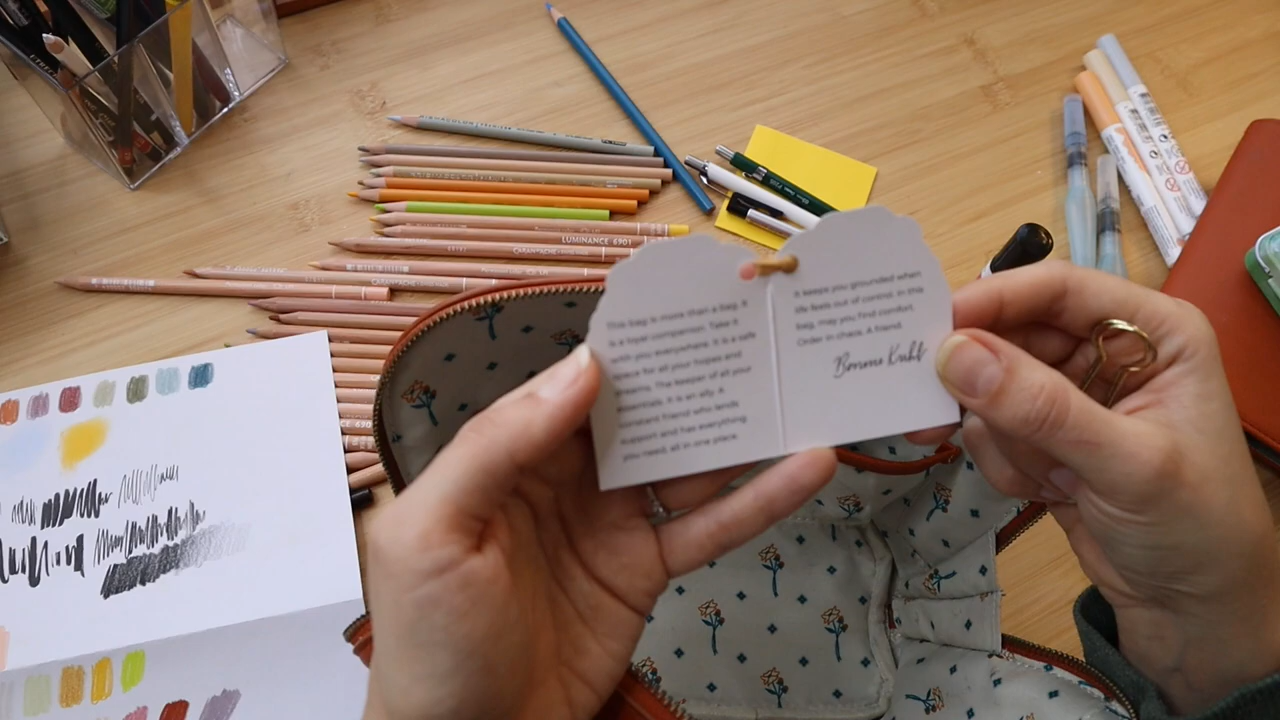 This bag is more than a bag. It
is a loyal companion. Take it
with you everywhere. It is a safe
space for all your hopes and
dreams. The keeper of all your
essentials. It is an ally. A
constant friend who lends
support and has everything
you need, all in one place.
It keeps you grounded when
life feels out of control. In this
bag, may you find comfort.
Order in chaos. A friend.
LUMINANCE 6901
CARAN D'ACHE